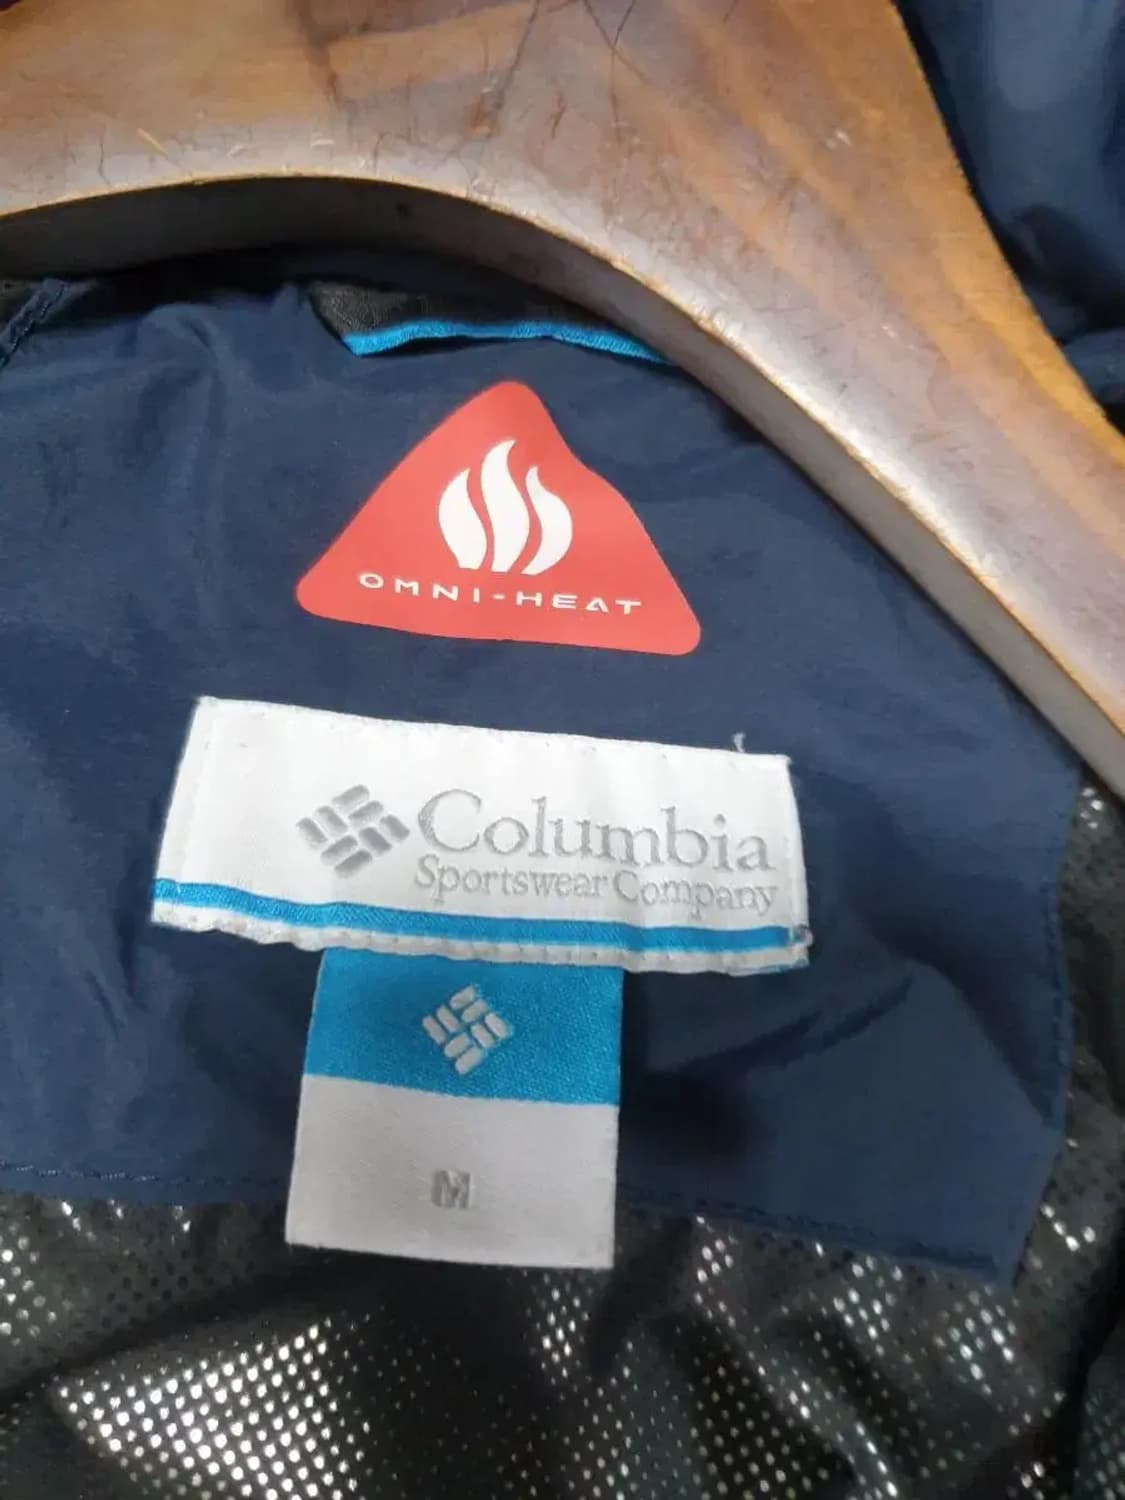 OMNI-HEAT
Columbia
Sportswear Company
M